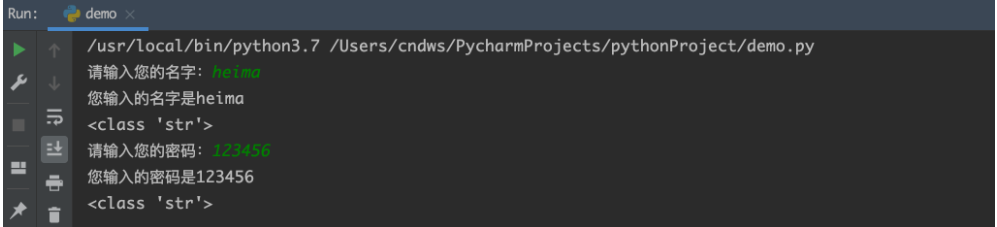 Run: demo
/usr/local/bin/python3.7 /Users/cndws/PycharmProjects/pythonProject/demo.py
请输入您的名字：heima
您输入的名字是heima
<class 'str'>
请输入您的密码：123456
您输入的密码是123456
<class 'str'>